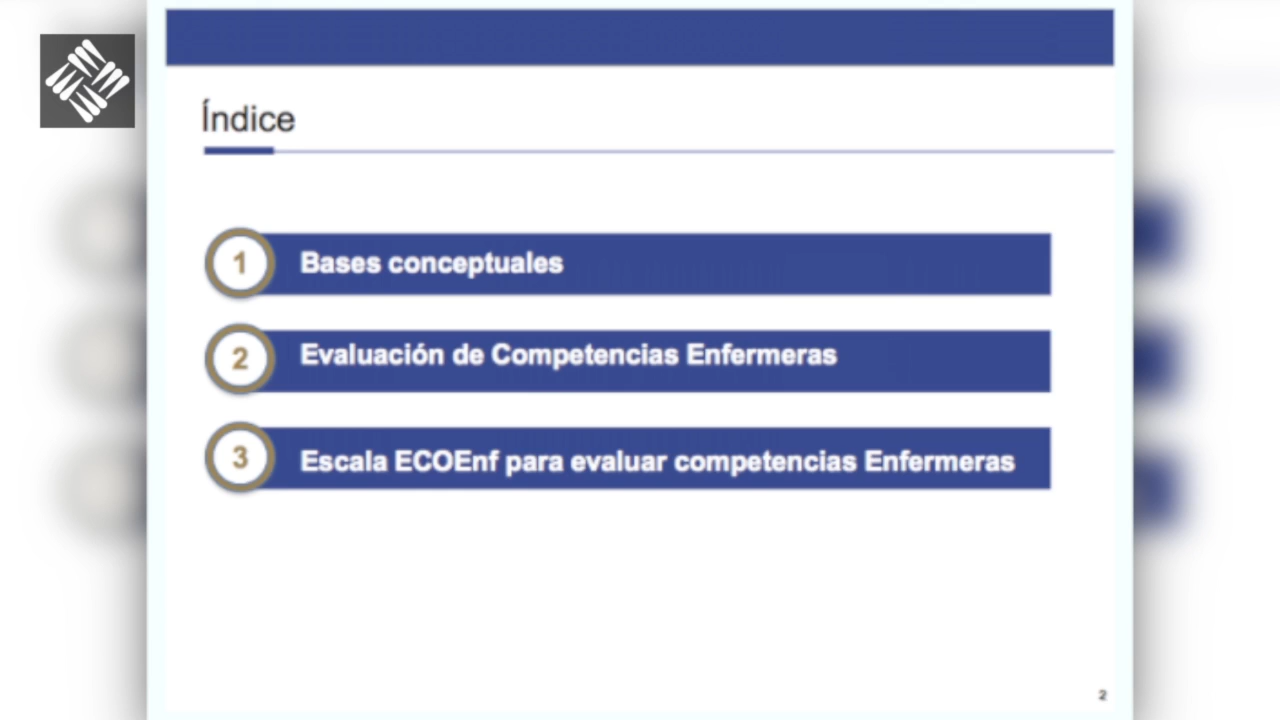 Índice
1 Bases conceptuales
2 Evaluación de Competencias Enfermeras
3 Escala ECOEnf para evaluar competencias Enfermeras
2